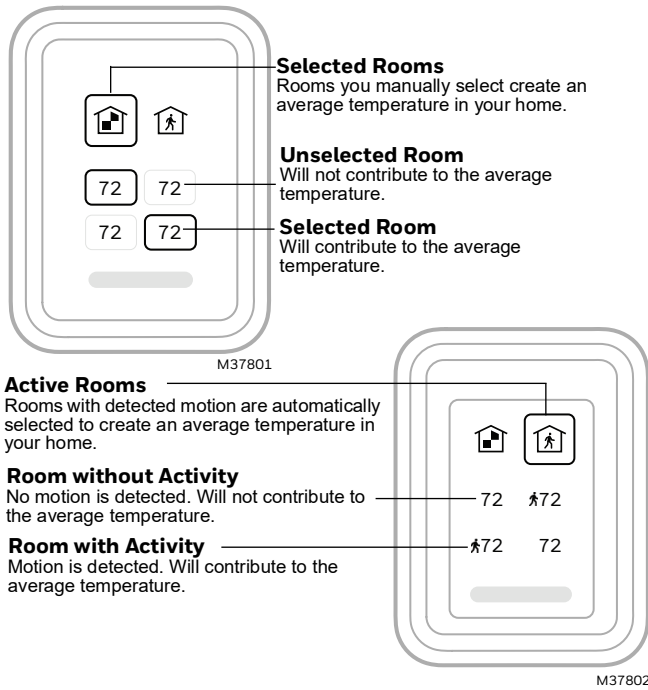 Selected Rooms
Rooms you manually select create an
average temperature in your home.
Unselected Room
Will not contribute to the average
temperature.
72 72
Selected Room
Will contribute to the average
temperature.
72 72
M37801
Active Rooms
Rooms with detected motion are automatically
selected to create an average temperature in
your home.
Room without Activity
No motion is detected. Will not contribute to
the average temperature.
72 72
Room with Activity
Motion is detected. Will contribute to the
average temperature.
72 72
M37802